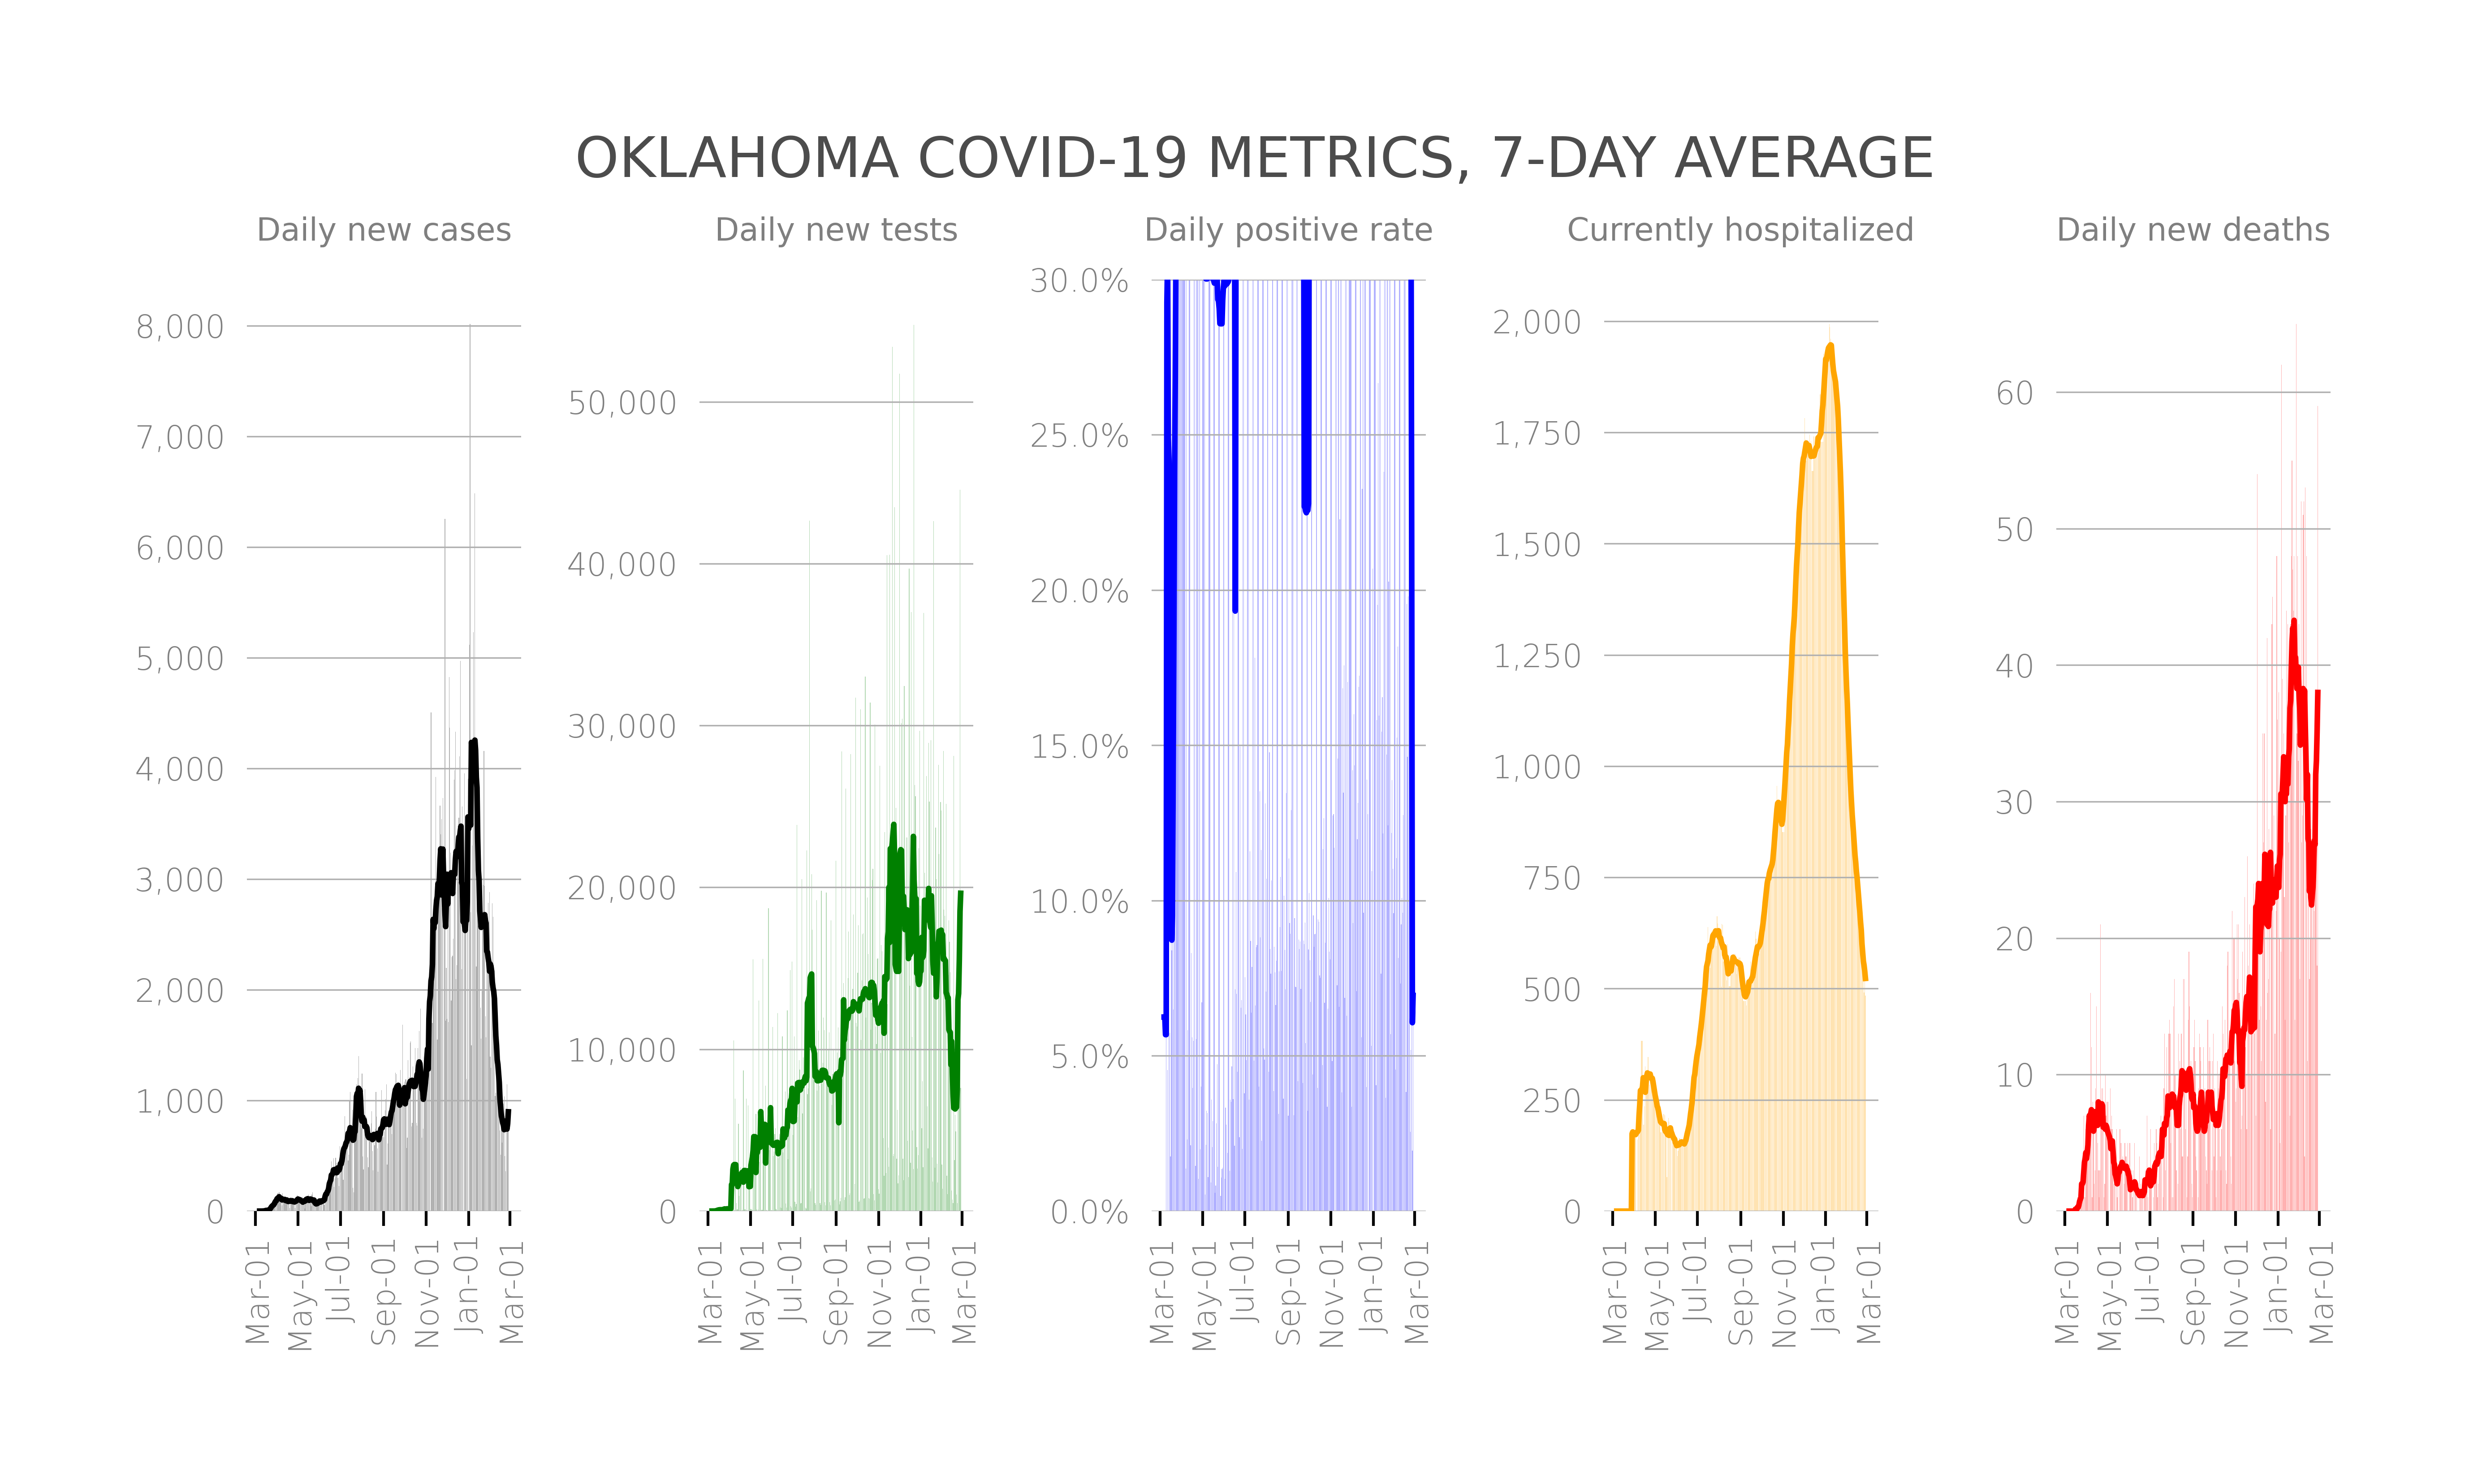 OKLAHOMA COVID-19 METRICS, 7-DAY AVERAGE
Daily new cases
8,000
7,000
6,000
5,000
4,000
3,000
2,000
1,000
0
Mar-01
May-01
Jul-01
Sep-01
Nov-01
Jan-01
Mar-01
Daily new tests
50,000
40,000
30,000
20,000
10,000
0
Mar-01
May-01
Jul-01
Sep-01
Nov-01
Jan-01
Mar-01
Daily positive rate
30.0%
25.0%
20.0%
15.0%
10.0%
5.0%
0.0%
Mar-01
May-01
Jul-01
Sep-01
Nov-01
Jan-01
Mar-01
Currently hospitalized
2,000
1,750
1,500
1,250
1,000
750
500
250
0
Mar-01
May-01
Jul-01
Sep-01
Nov-01
Jan-01
Mar-01
Daily new deaths
60
50
40
30
20
10
0
Mar-01
May-01
Jul-01
Sep-01
Nov-01
Jan-01
Mar-01